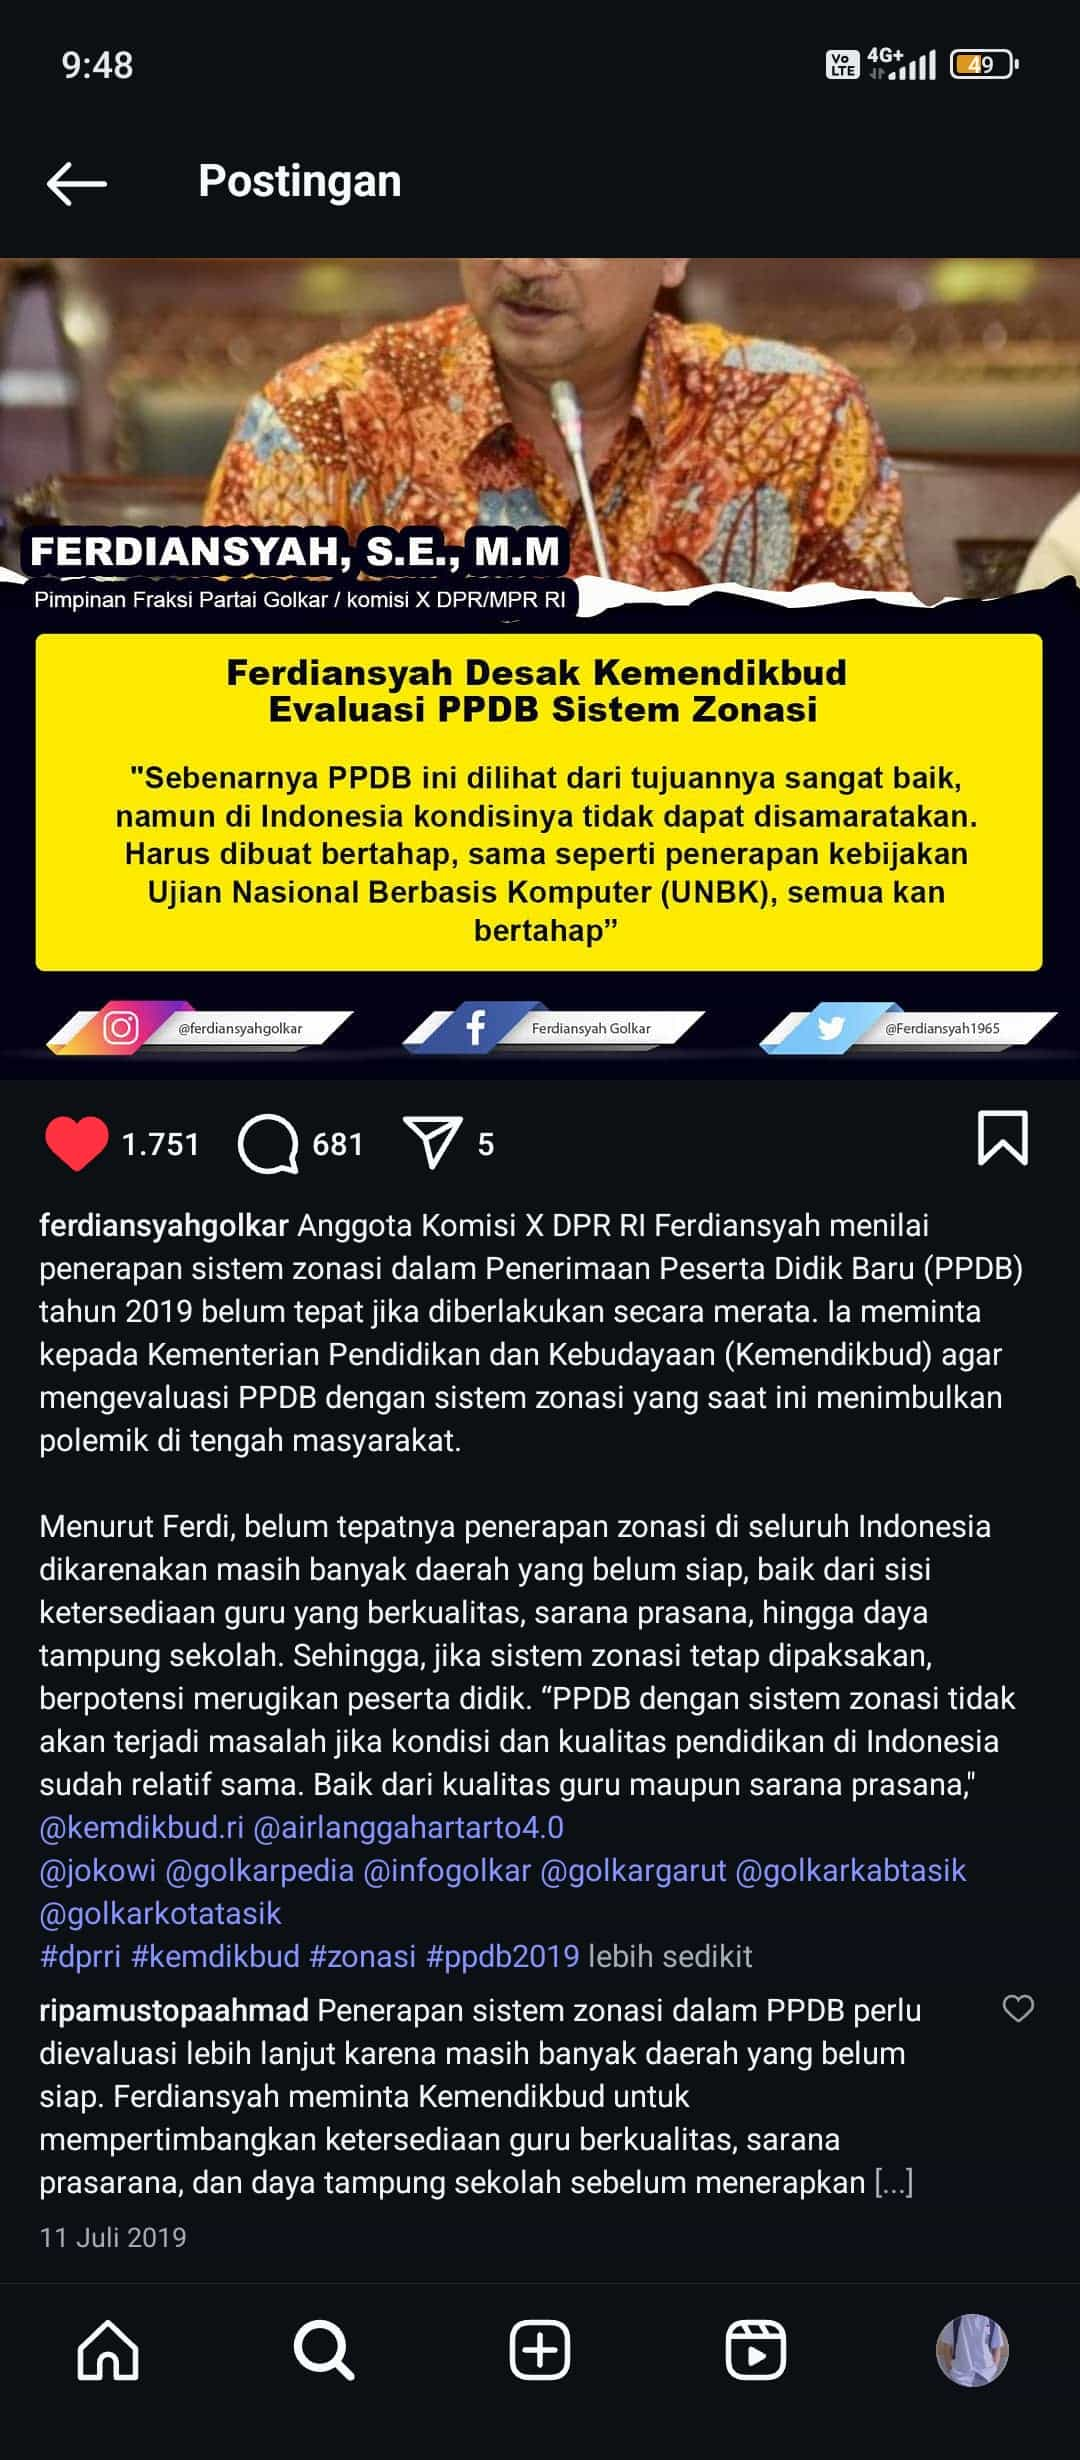 9:48
Vo
LTE
4G+
49
Postingan
FERDIANSYAH, S.E., M.M
Pimpinan Fraksi Partai Golkar / komisi X DPR/MPR RI
Ferdiansyah Desak Kemendikbud
Evaluasi PPDB Sistem Zonasi
"Sebenarnya PPDB ini dilihat dari tujuannya sangat baik,
namun di Indonesia kondisinya tidak dapat disamaratakan.
Harus dibuat bertahap, sama seperti penerapan kebijakan
Ujian Nasional Berbasis Komputer (UNBK), semua kan
bertahap”
@ferdiansyahgolkar
Ferdiansyah Golkar
@Ferdiansyah1965
1.751
681
5
ferdiansyahgolkar Anggota Komisi X DPR RI Ferdiansyah menilai
penerapan sistem zonasi dalam Penerimaan Peserta Didik Baru (PPDB)
tahun 2019 belum tepat jika diberlakukan secara merata. Ia meminta
kepada Kementerian Pendidikan dan Kebudayaan (Kemendikbud) agar
mengevaluasi PPDB dengan sistem zonasi yang saat ini menimbulkan
polemik di tengah masyarakat.
Menurut Ferdi, belum tepatnya penerapan zonasi di seluruh Indonesia
dikarenakan masih banyak daerah yang belum siap, baik dari sisi
ketersediaan guru yang berkualitas, sarana prasana, hingga daya
tampung sekolah. Sehingga, jika sistem zonasi tetap dipaksakan,
berpotensi merugikan peserta didik. “PPDB dengan sistem zonasi tidak
akan terjadi masalah jika kondisi dan kualitas pendidikan di Indonesia
sudah relatif sama. Baik dari kualitas guru maupun sarana prasana,"
@kemdikbud.ri @airlanggahartarto4.0
@jokowi @golkarpedia @infogolkar @golkargarut @golkarkabtasik
@golkarkotatasik
#dprri #kemdikbud #zonasi #ppdb2019 lebih sedikit
ripamustopaahmad Penerapan sistem zonasi dalam PPDB perlu
dievaluasi lebih lanjut karena masih banyak daerah yang belum
siap. Ferdiansyah meminta Kemendikbud untuk
mempertimbangkan ketersediaan guru berkualitas, sarana
prasarana, dan daya tampung sekolah sebelum menerapkan [...]
11 Juli 2019